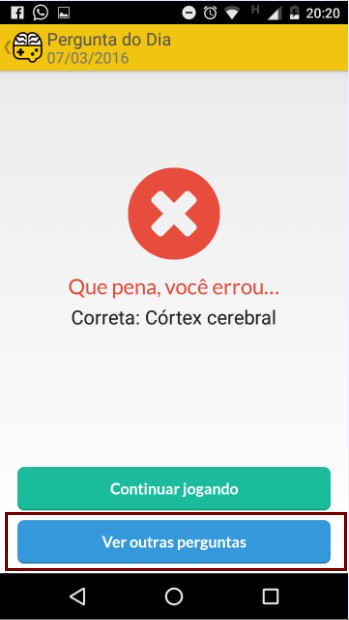 H 20:20
Pergunta do Dia
07/03/2016
Que pena, você errou...
Correta: Córtex cerebral
Continuar jogando
Ver outras perguntas